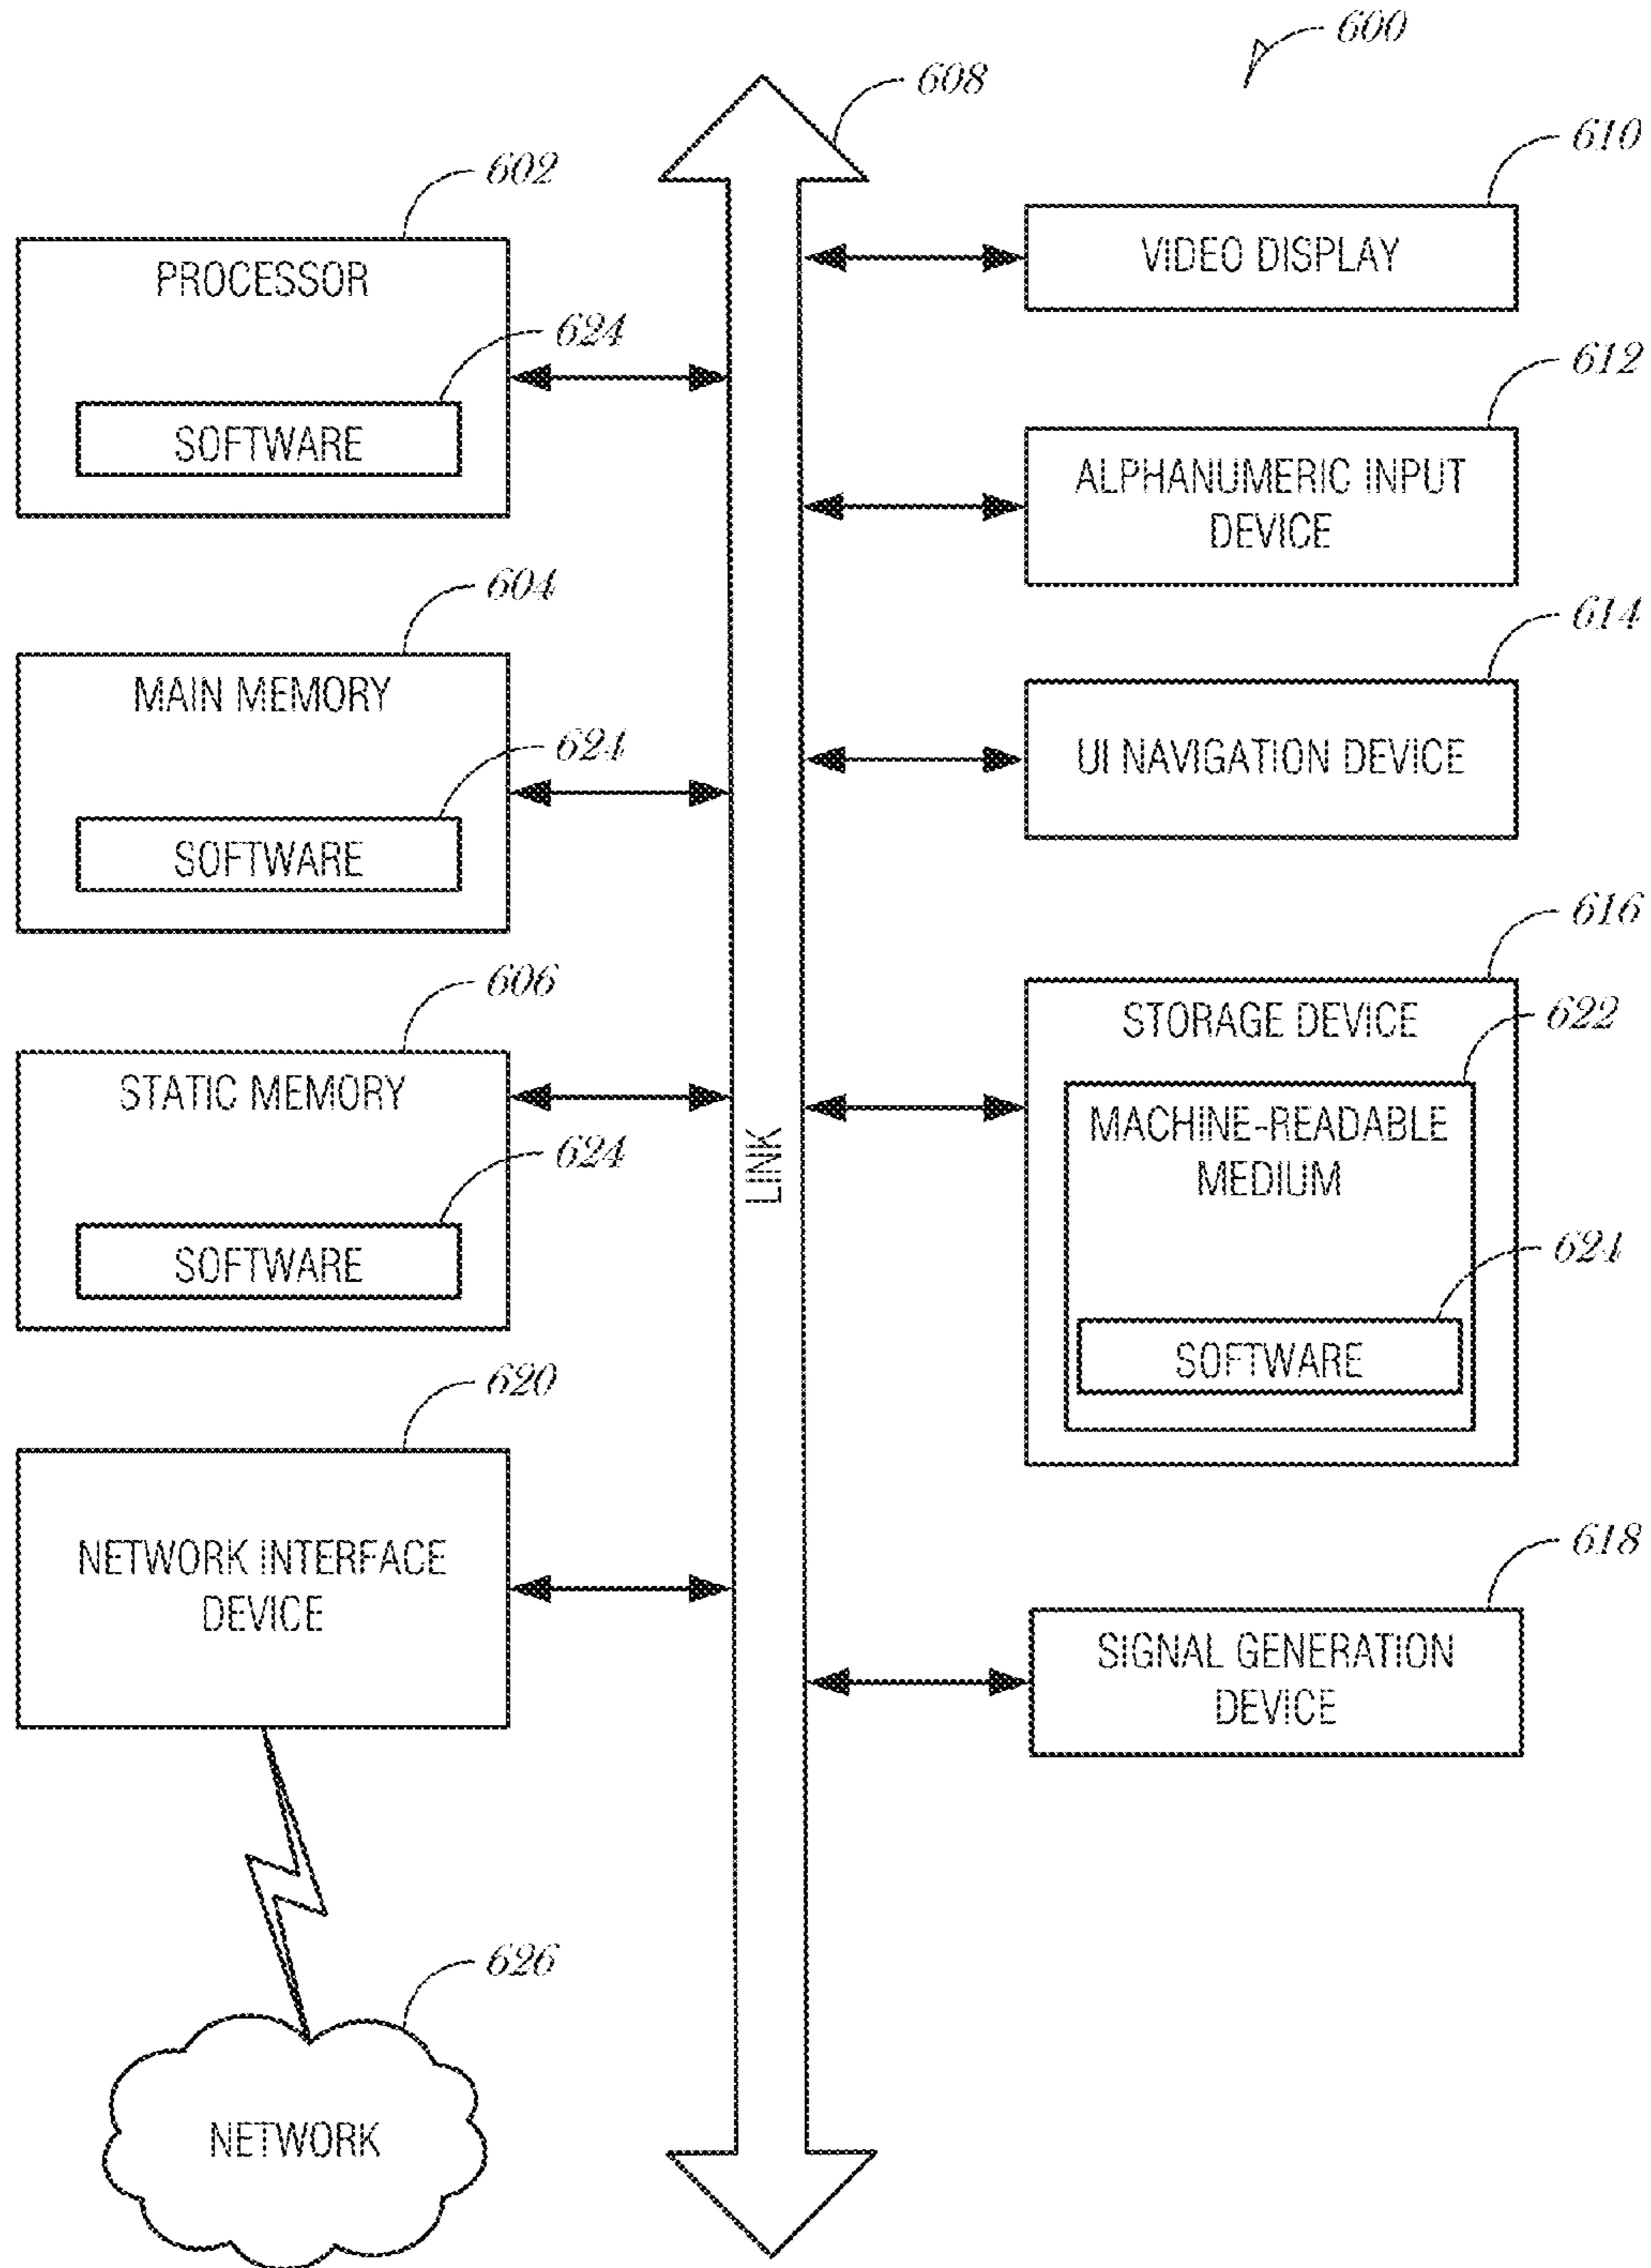 600
608
602
PROCESSOR
624
SOFTWARE
604
MAIN MEMORY
624
SOFTWARE
606
STATIC MEMORY
624
SOFTWARE
620
NETWORK INTERFACE
DEVICE
626
NETWORK
LINK
610
VIDEO DISPLAY
612
ALPHANUMERIC INPUT
DEVICE
614
UI NAVIGATION DEVICE
616
STORAGE DEVICE
622
MACHINE-READABLE
MEDIUM
624
SOFTWARE
618
SIGNAL GENERATION
DEVICE